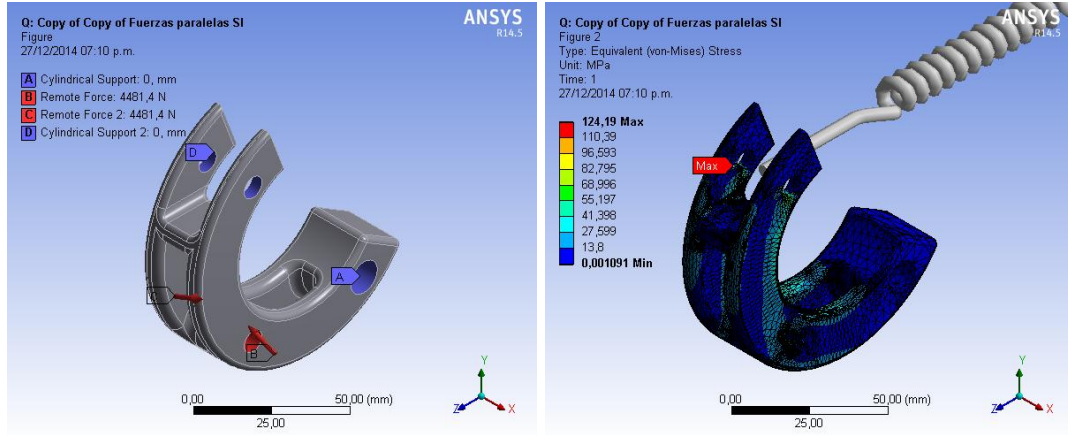 Q: Copy of Copy of Fuerzas paralelas SI
Figure
27/12/2014 07:10 p.m.
A Cylindrical Support: 0, mm
B Remote Force: 4481,4 N
C Remote Force 2: 4481,4 N
D Cylindrical Support 2: 0, mm
ANSYS
R14.5
D
A
C
B
0,00
50,00 (mm)
25,00
Y
Z
X
Q: Copy of Copy of Fuerzas paralelas SI
Figure 2
Type: Equivalent (von-Mises) Stress
Unit: MPa
Time: 1
27/12/2014 07:10 p.m.
ANSYS
R14.5
124,19 Max
110,39
96,593
82,795
68,996
55,197
41,398
27,599
13,8
0,001091 Min
Max
0,00
50,00 (mm)
25,00
Y
Z
X